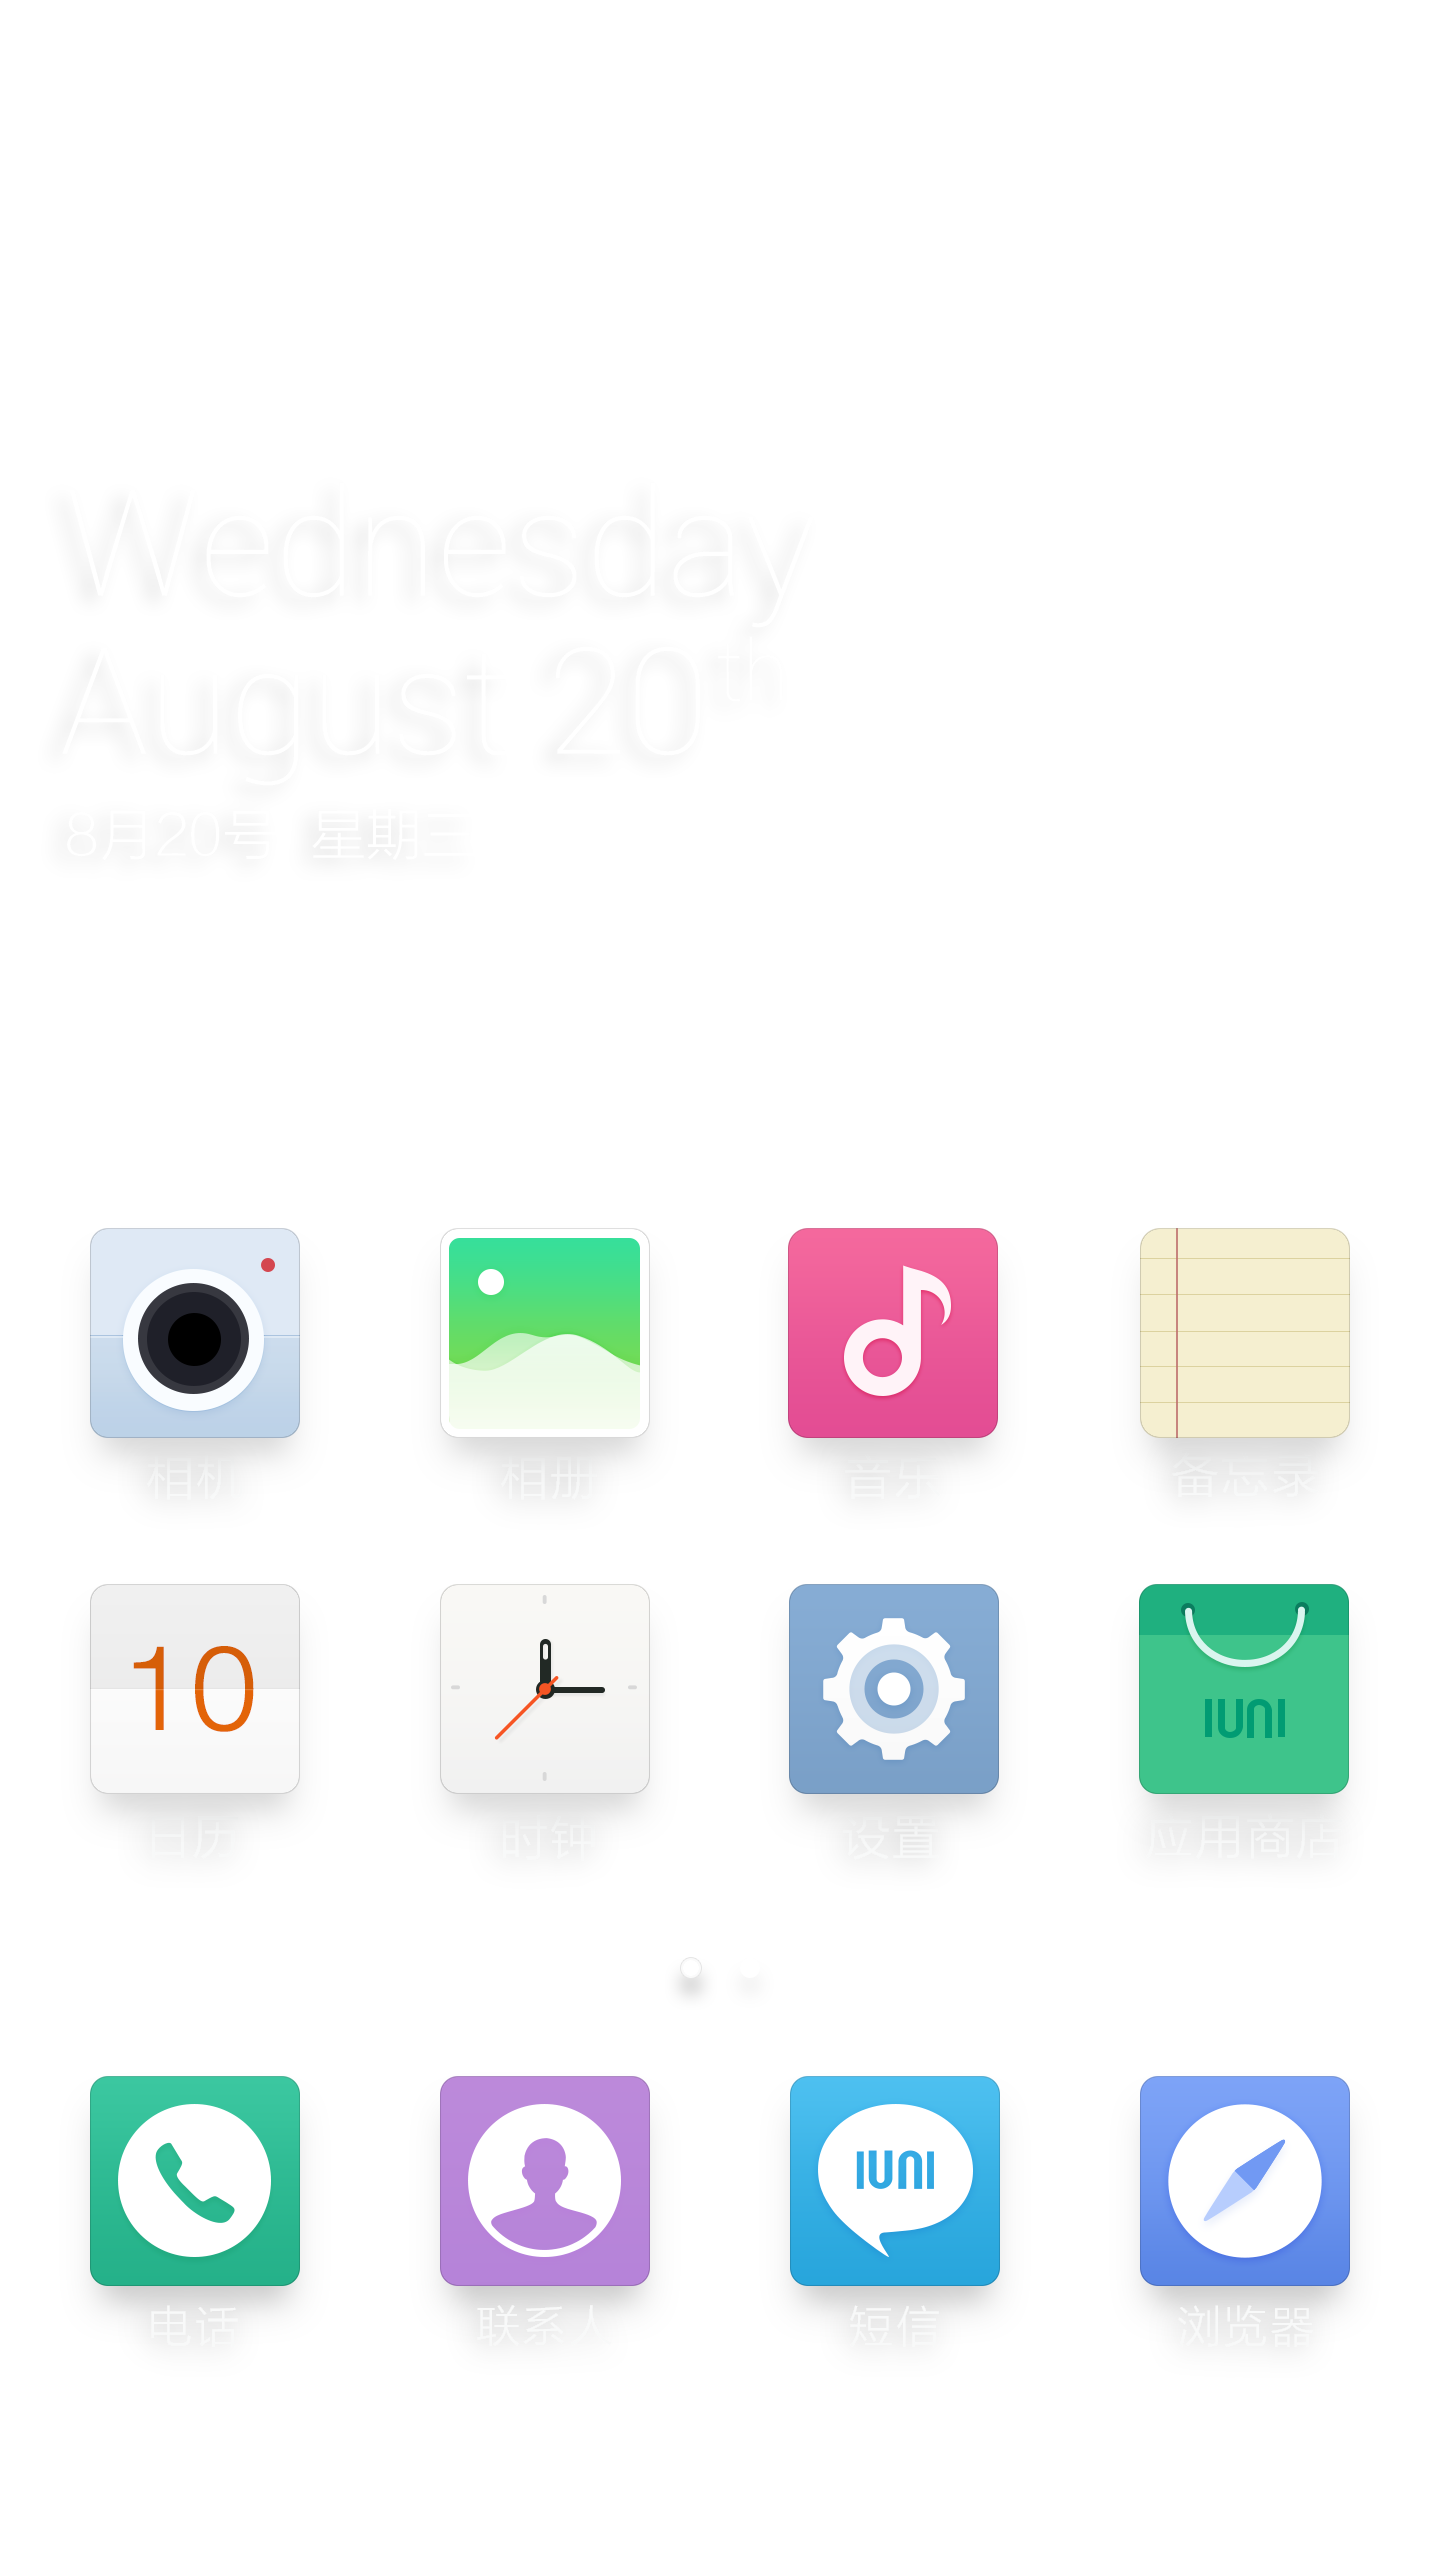 Wednesday
August 20th
8月20号 星期三
相机 相册 音乐 备忘录
10
IUNI
日历 时钟 设置 应用商店
IUNI
电话 联系人 短信 浏览器